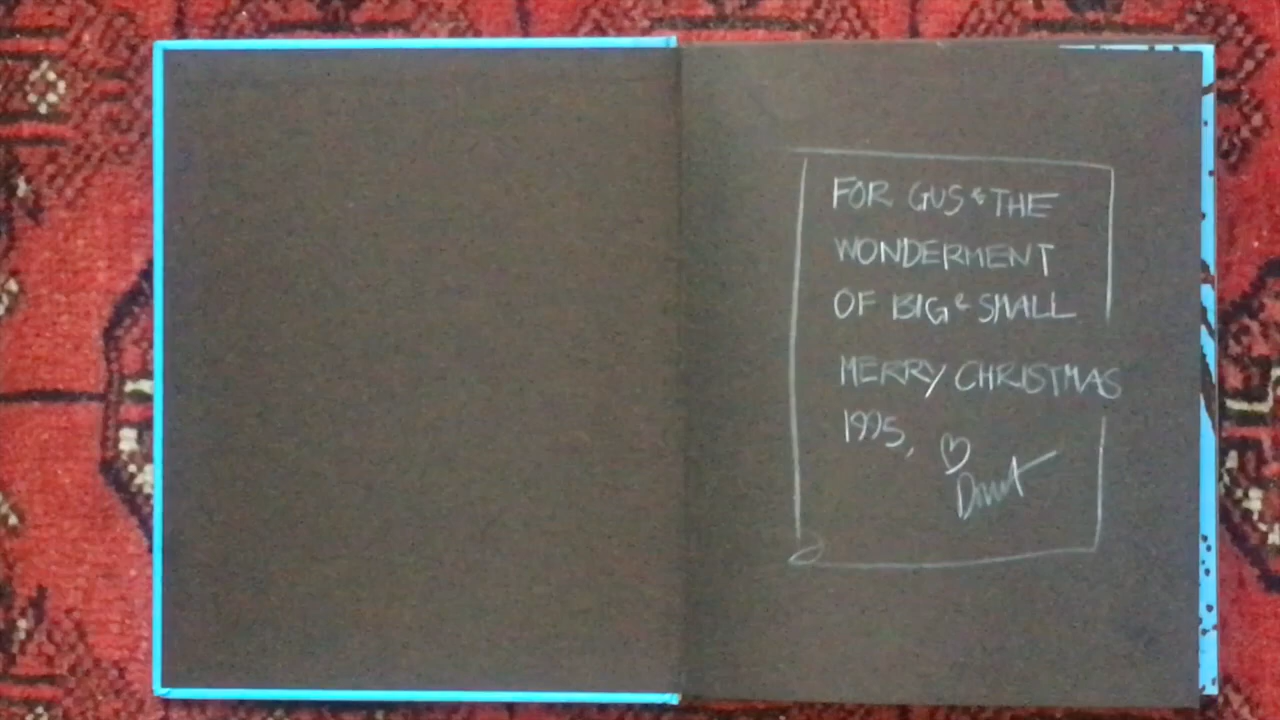 FOR GUS & THE
WONDERMENT
OF BIG & SMALL
MERRY CHRISTMAS
1995, ♡